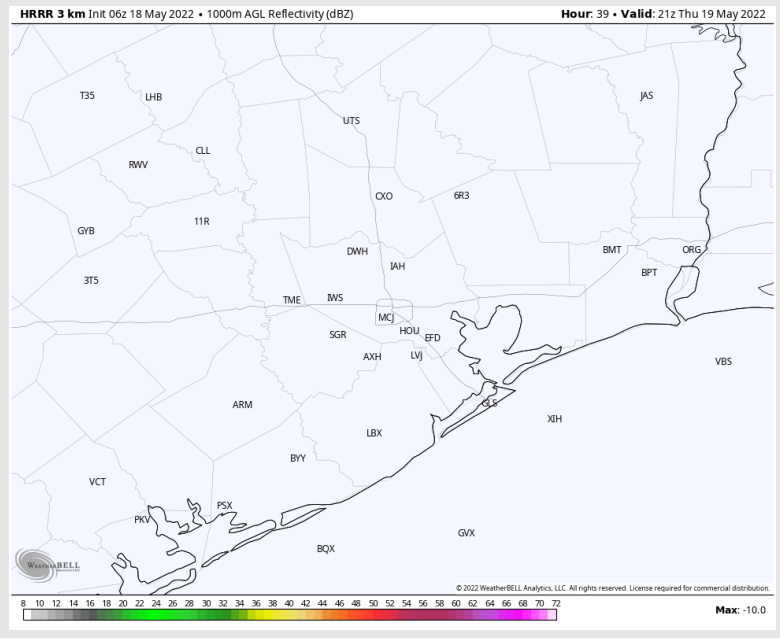 HRRR 3 km Init 06z 18 May 2022 • 1000m AGL Reflectivity (dBZ) Hour: 39 • Valid: 21z Thu 19 May 2022
T35 LHB JAS
UTS
CLL
RWV
CXO 6R3
11R
GYB
DWH BMT ORG
IAH
BPT
3T5
TME IWS
MCJ
SGR HOU EFD
AXH LVJ
VBS
ARM GLS
XIH
LBX
BYY
VCT
PSX
PKV
GVX
BQX
WEATHERBELL
© 2022 WeatherBELL Analytics, LLC. All rights reserved. License required for commercial distribution.
8 10 12 14 16 18 20 22 24 26 28 30 32 34 36 38 40 42 44 46 48 50 52 54 56 58 60 62 64 66 68 70 72
Max: -10.0